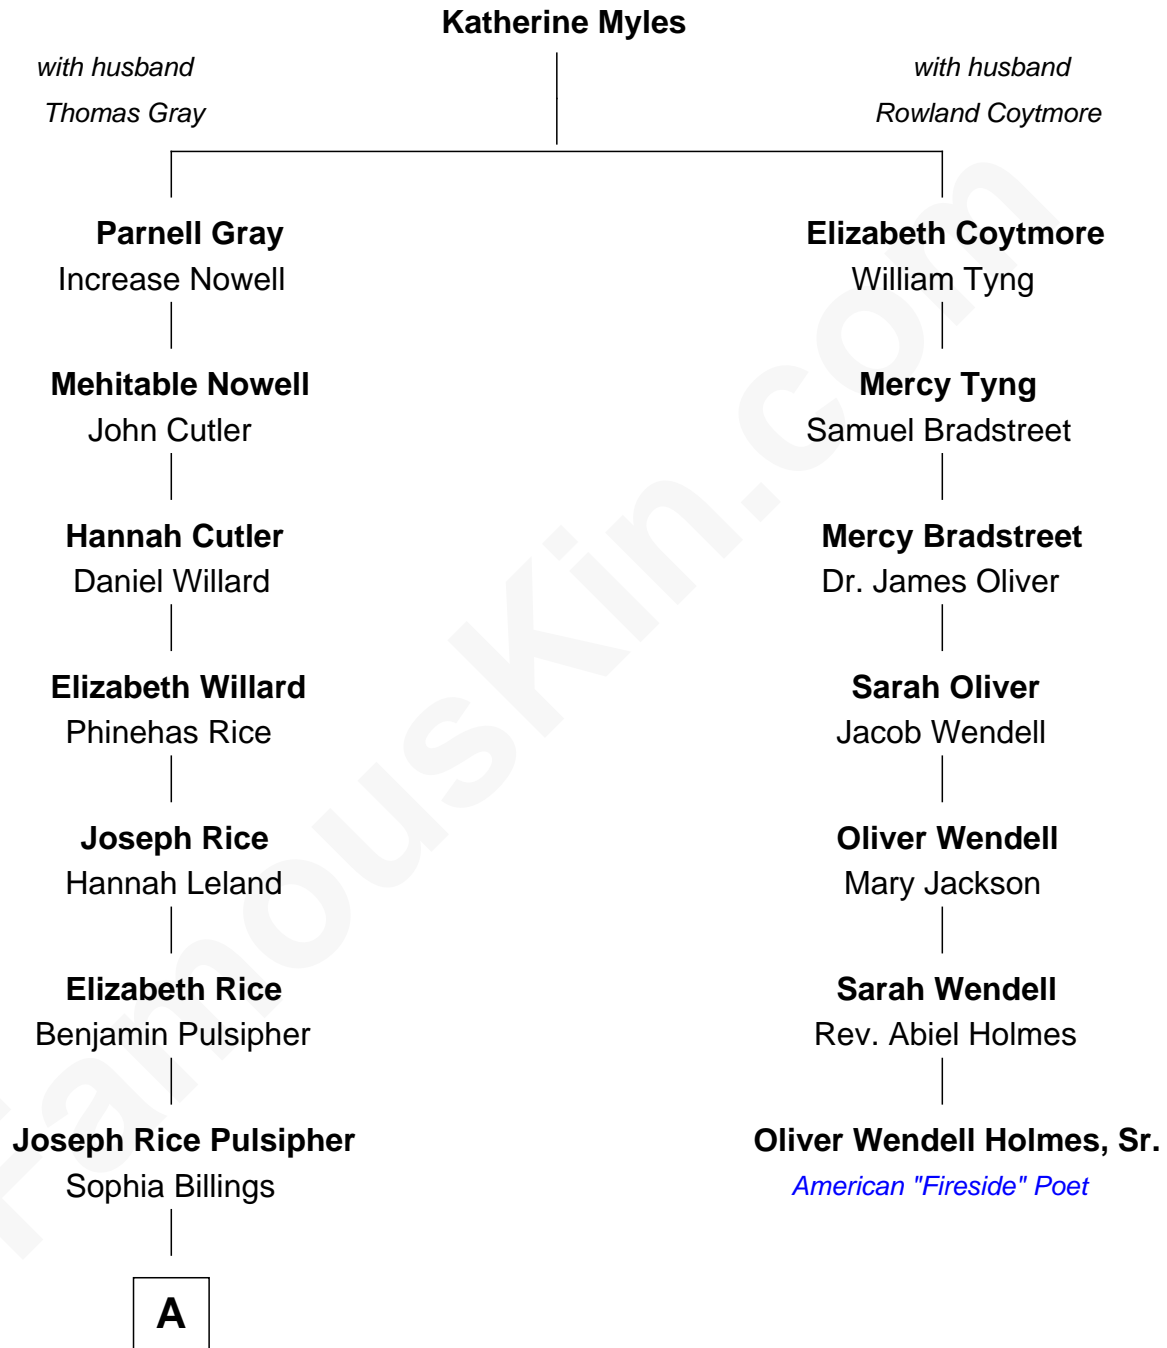 Katherine Myles
with husband
Thomas Gray
with husband
Rowland Coytmore
Parnell Gray
Increase Nowell
Elizabeth Coytmore
William Tyng
Mehitable Nowell
John Cutler
Mercy Tyng
Samuel Bradstreet
Hannah Cutler
Daniel Willard
Mercy Bradstreet
Dr. James Oliver
Elizabeth Willard
Phinehas Rice
Sarah Oliver
Jacob Wendell
Joseph Rice
Hannah Leland
Oliver Wendell
Mary Jackson
Elizabeth Rice
Benjamin Pulsipher
Sarah Wendell
Rev. Abiel Holmes
Joseph Rice Pulsipher
Sophia Billings
Oliver Wendell Holmes, Sr.
American "Fireside" Poet
A
FamousKin.com